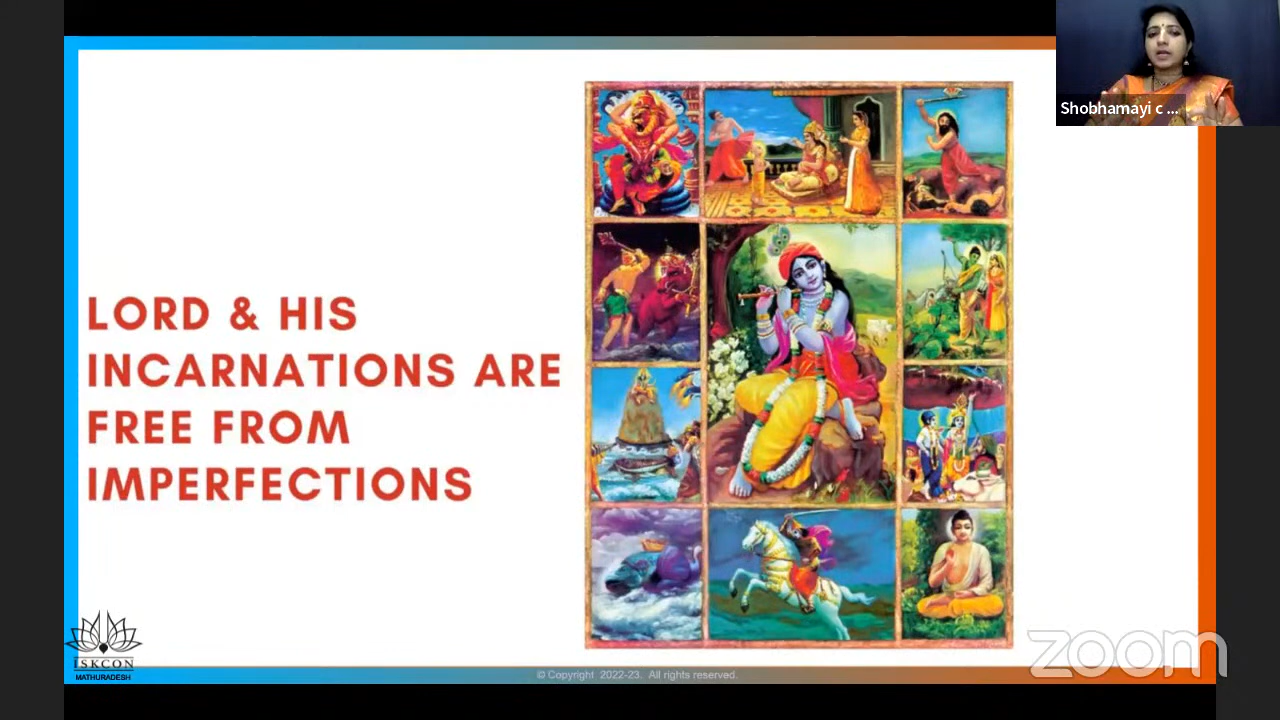 Shobhamayi c ...
LORD & HIS
INCARNATIONS ARE
FREE FROM
IMPERFECTIONS
ISKCON
MATHURADESH
© Copyright 2022-23. All rights reserved.
zoom